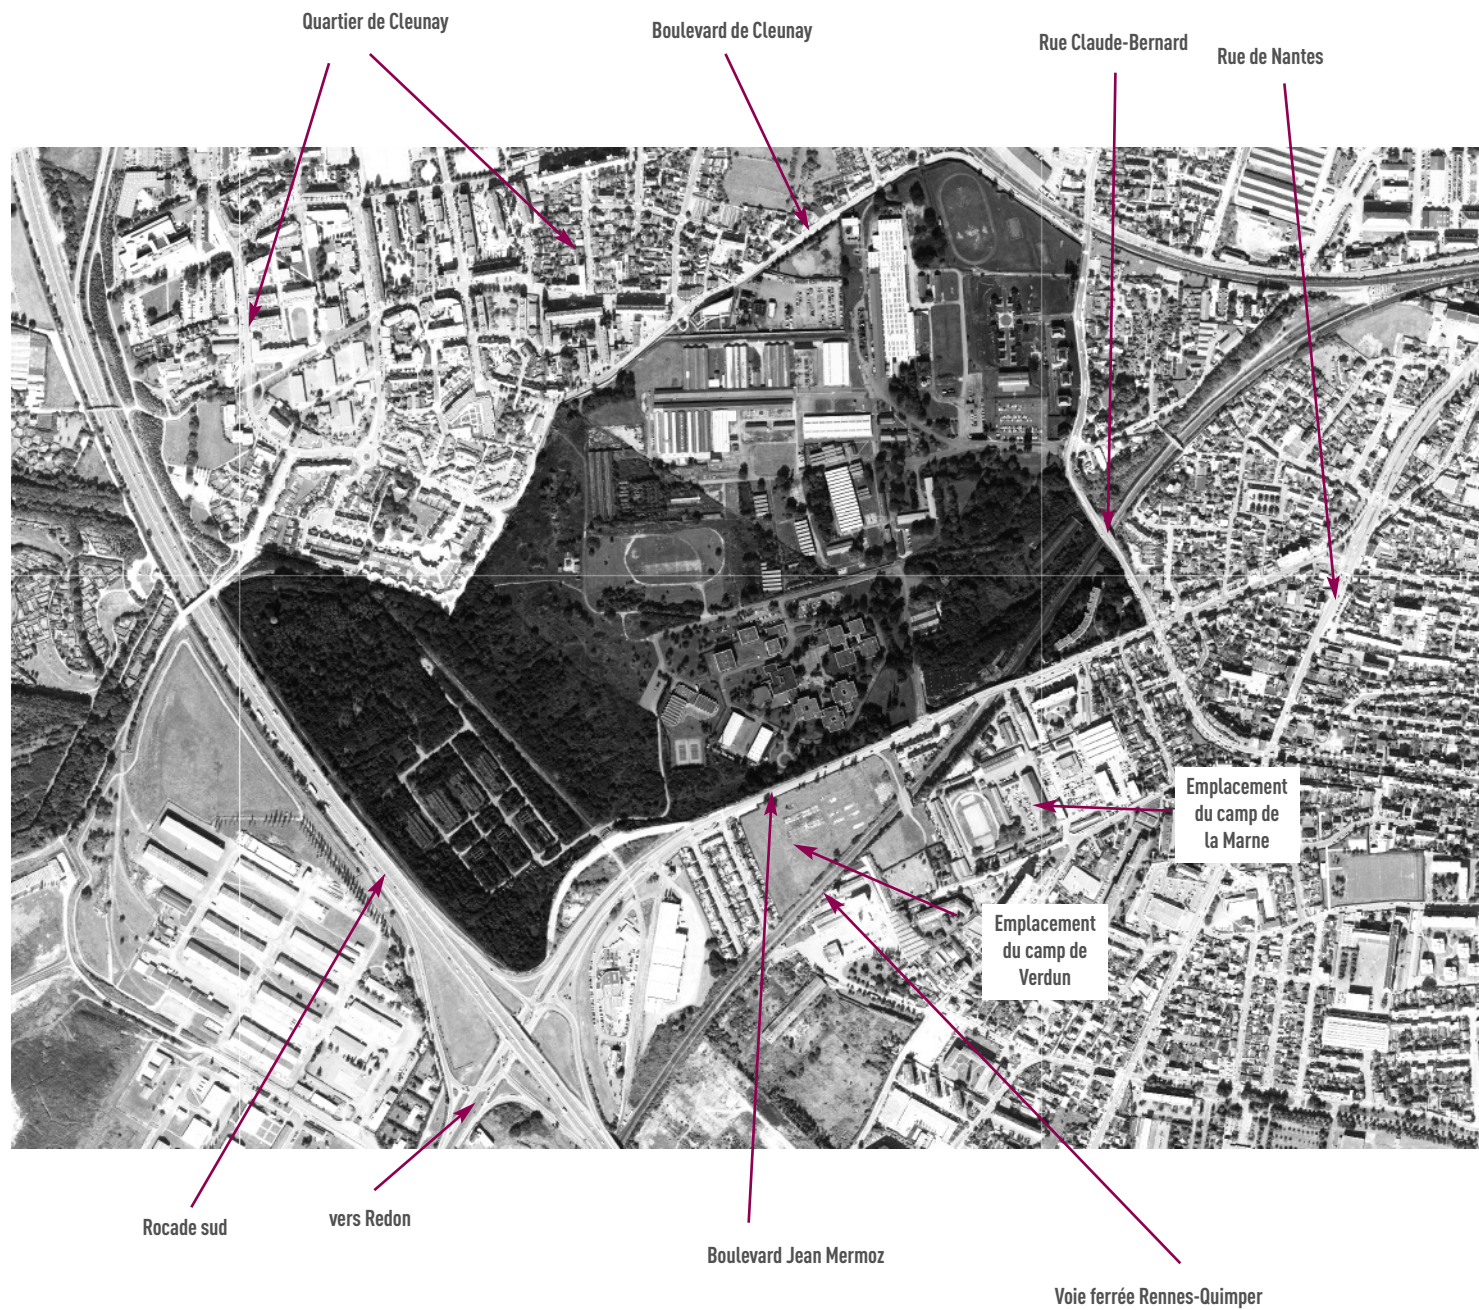 Quartier de Cleunay
Boulevard de Cleunay
Rue Claude-Bernard
Rue de Nantes
Emplacement
du camp de
la Marne
Emplacement
du camp de
Verdun
Rocade sud
vers Redon
Boulevard Jean Mermoz
Voie ferrée Rennes-Quimper